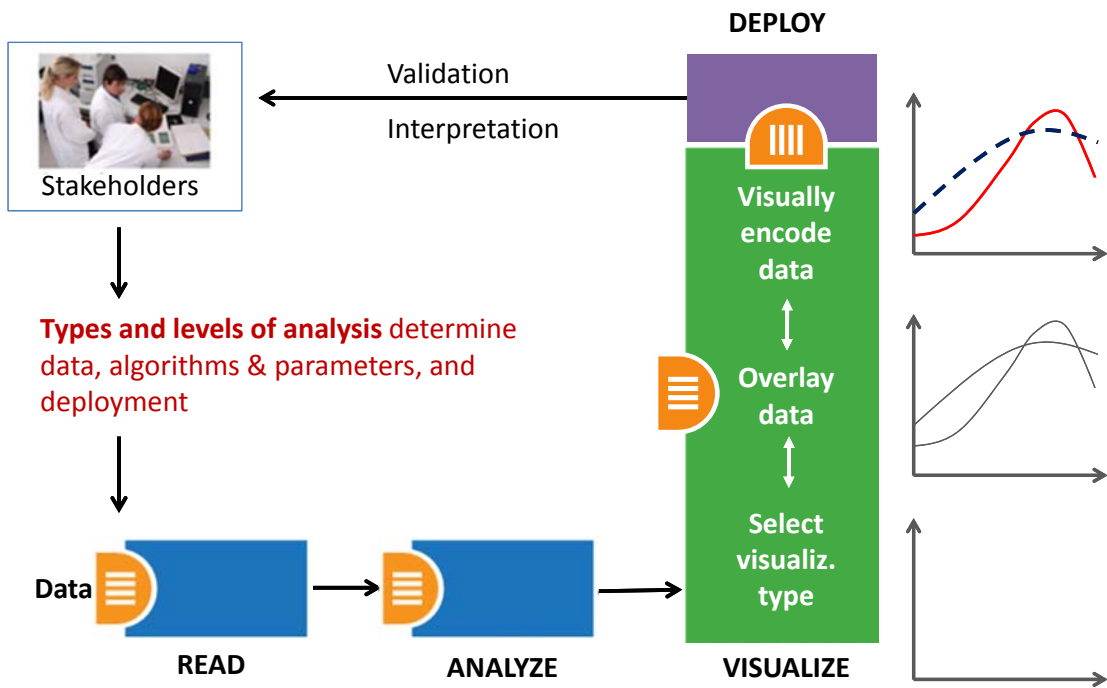 DEPLOY
Validation
Interpretation
Stakeholders
Types and levels of analysis determine
data, algorithms & parameters, and
deployment
Visually
encode
data
Overlay
data
Select
visualiz.
type
Data
READ
ANALYZE
VISUALIZE